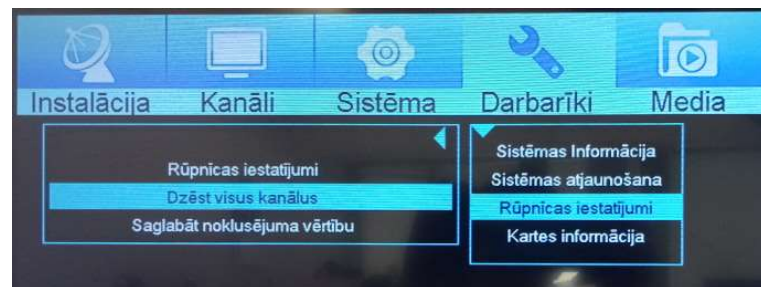 Instalācija Kanāli Sistēma Darbarīki Media
Rūpnīcas iestatījumi
Dzēst visus kanālus
Saglabāt noklusējuma vērtību
Sistēmas Informācija
Sistēmas atjaunošana
Rūpnīcas iestatījumi
Kartes informācija